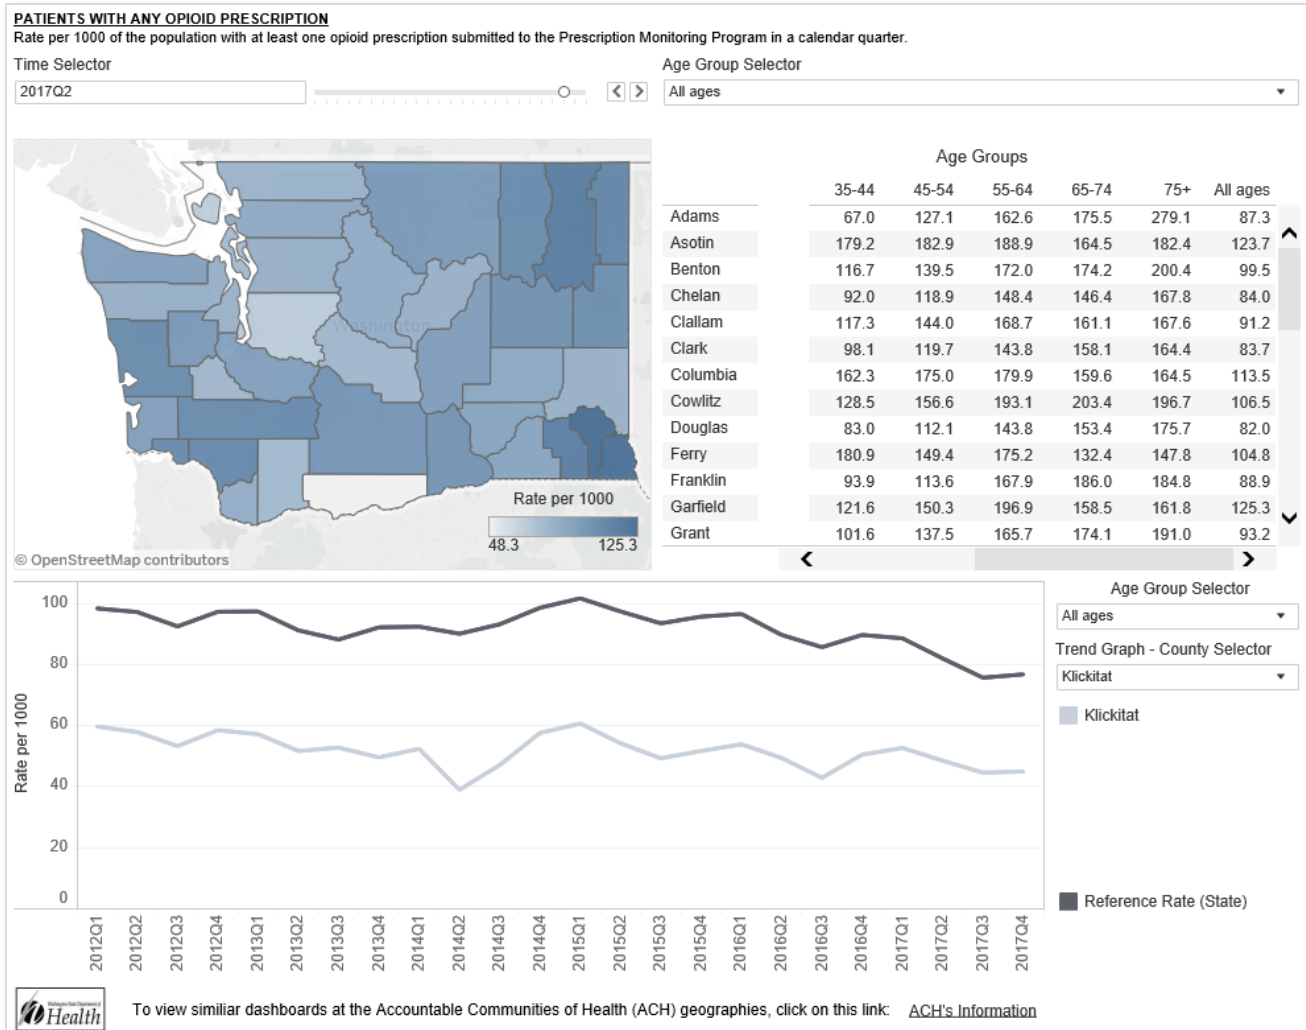 PATIENTS WITH ANY OPIOID PRESCRIPTION
Rate per 1000 of the population with at least one opioid prescription submitted to the Prescription Monitoring Program in a calendar quarter.
Time Selector
2017Q2
Age Group Selector
All ages
Washington
Rate per 1000
48.3 125.3
© OpenStreetMap contributors
Age Groups
35-44 45-54 55-64 65-74 75+ All ages
Adams 67.0 127.1 162.6 175.5 279.1 87.3
Asotin 179.2 182.9 188.9 164.5 182.4 123.7
Benton 116.7 139.5 172.0 174.2 200.4 99.5
Chelan 92.0 118.9 148.4 146.4 167.8 84.0
Clallam 117.3 144.0 168.7 161.1 167.6 91.2
Clark 98.1 119.7 143.8 158.1 164.4 83.7
Columbia 162.3 175.0 179.9 159.6 164.5 113.5
Cowlitz 128.5 156.6 193.1 203.4 196.7 106.5
Douglas 83.0 112.1 143.8 153.4 175.7 82.0
Ferry 180.9 149.4 175.2 132.4 147.8 104.8
Franklin 93.9 113.6 167.9 186.0 184.8 88.9
Garfield 121.6 150.3 196.9 158.5 161.8 125.3
Grant 101.6 137.5 165.7 174.1 191.0 93.2
Rate per 1000
100
80
60
40
20
0
2012Q1 2012Q2 2012Q3 2012Q4 2013Q1 2013Q2 2013Q3 2013Q4 2014Q1 2014Q2 2014Q3 2014Q4 2015Q1 2015Q2 2015Q3 2015Q4 2016Q1 2016Q2 2016Q3 2016Q4 2017Q1 2017Q2 2017Q3 2017Q4
Age Group Selector
All ages
Trend Graph - County Selector
Klickitat
Klickitat
Reference Rate (State)
Washington State Department of
Health
To view similiar dashboards at the Accountable Communities of Health (ACH) geographies, click on this link: ACH's Information